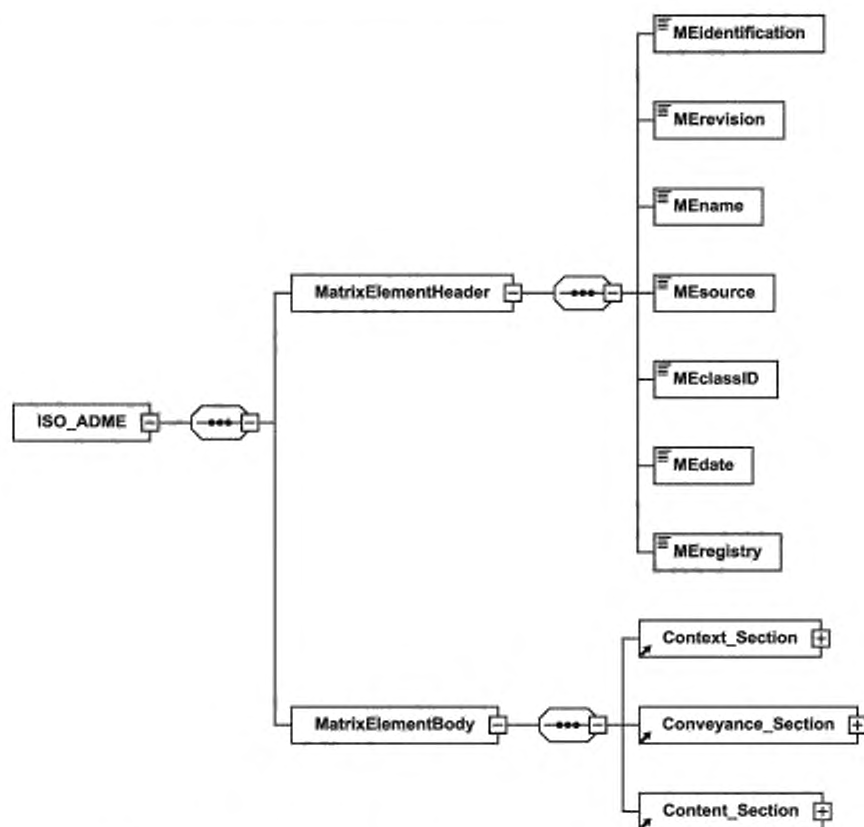 MEidentification
MErevision
MEname
MatrixElementHeader
MEsource
MEclassID
ISO_ADME
MEdate
MEregistry
Context_Section
MatrixElementBody
Conveyance_Section
Content_Section